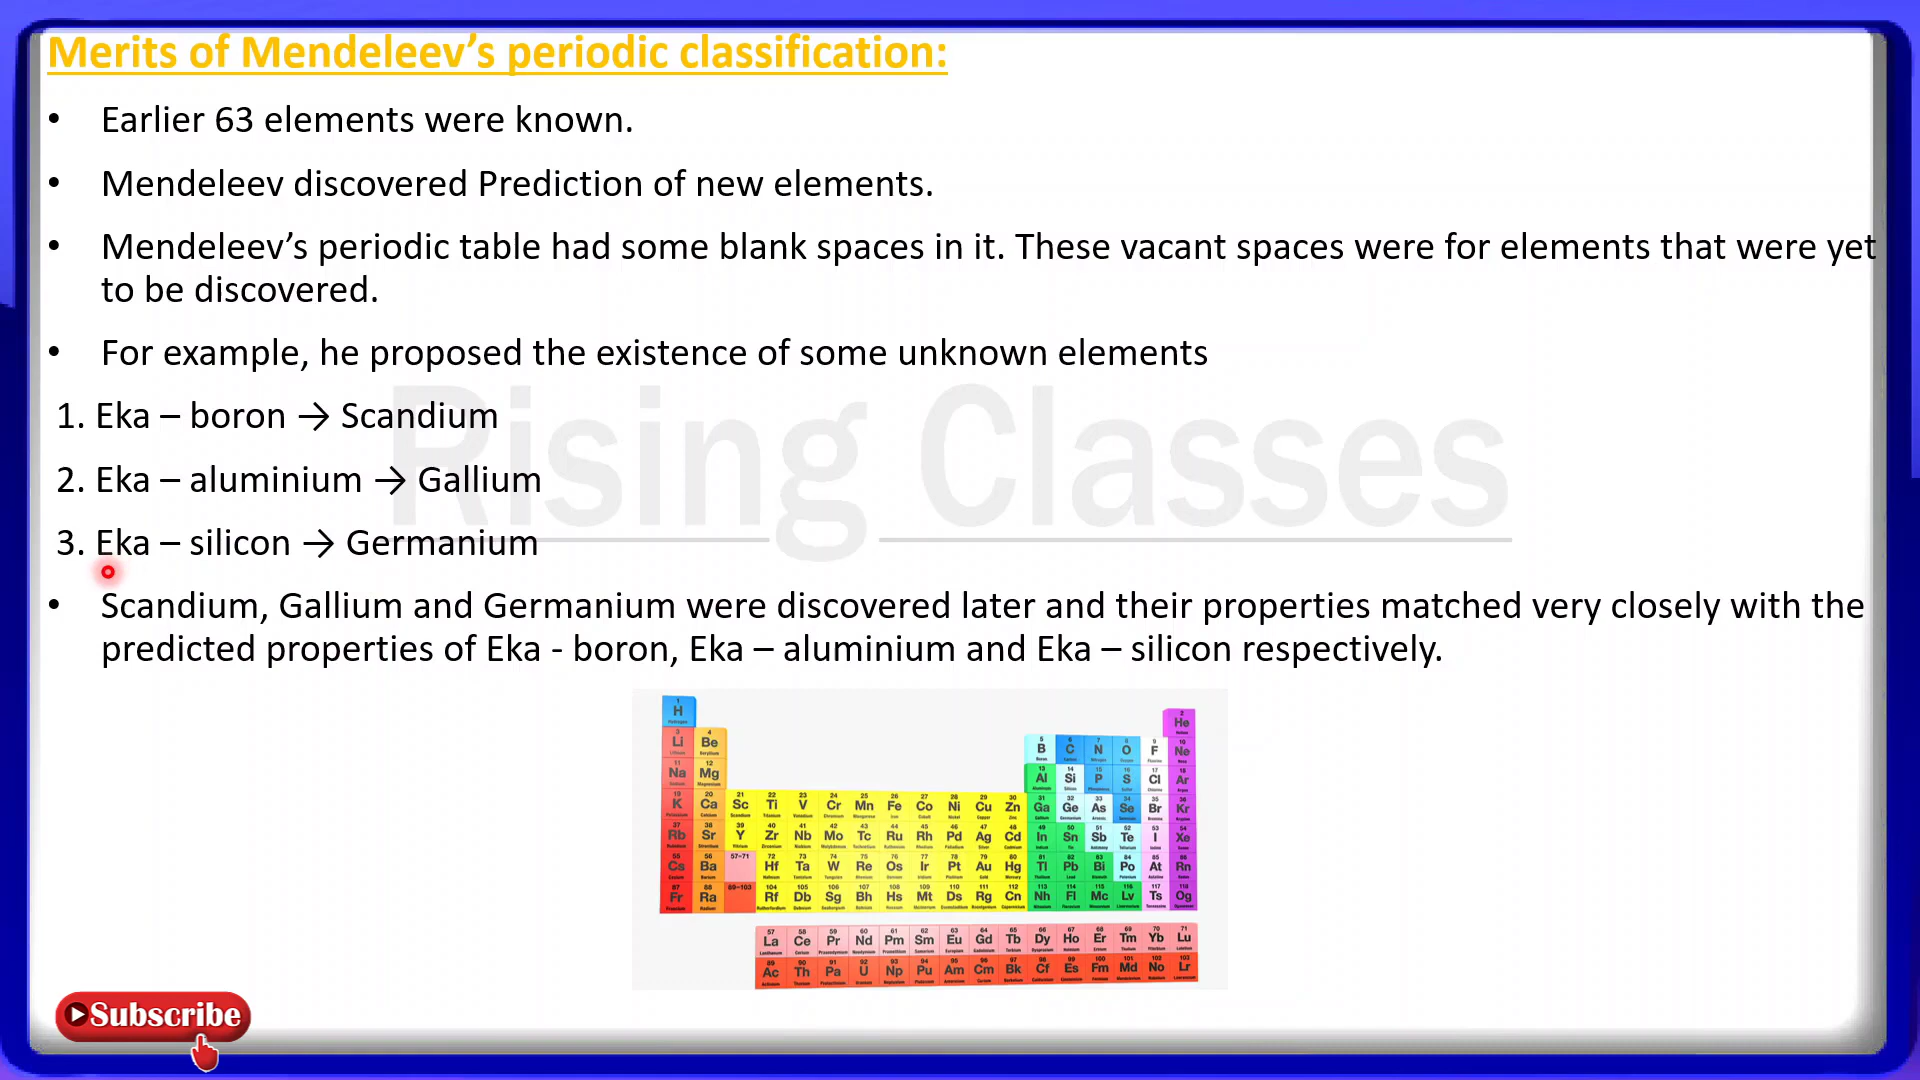 Merits of Mendeleev’s periodic classification:
• Earlier 63 elements were known.
• Mendeleev discovered Prediction of new elements.
• Mendeleev’s periodic table had some blank spaces in it. These vacant spaces were for elements that were yet
to be discovered.
• For example, he proposed the existence of some unknown elements
1. Eka – boron → Scandium
2. Eka – aluminium → Gallium
3. Eka – silicon → Germanium
• Scandium, Gallium and Germanium were discovered later and their properties matched very closely with the
predicted properties of Eka - boron, Eka – aluminium and Eka – silicon respectively.
Rising Classes
H He
Li Be B C N O F Ne
Na Mg Al Si P S Cl Ar
K Ca Sc Ti V Cr Mn Fe Co Ni Cu Zn Ga Ge As Se Br Kr
Rb Sr Y Zr Nb Mo Tc Ru Rh Pd Ag Cd In Sn Sb Te I Xe
Cs Ba 57-71 Hf Ta W Re Os Ir Pt Au Hg Tl Pb Bi Po At Rn
Fr Ra 89-103 Rf Db Sg Bh Hs Mt Ds Rg Cn Nh Fl Mc Lv Ts Og
La Ce Pr Nd Pm Sm Eu Gd Tb Dy Ho Er Tm Yb Lu
Ac Th Pa U Np Pu Am Cm Bk Cf Es Fm Md No Lr
Subscribe